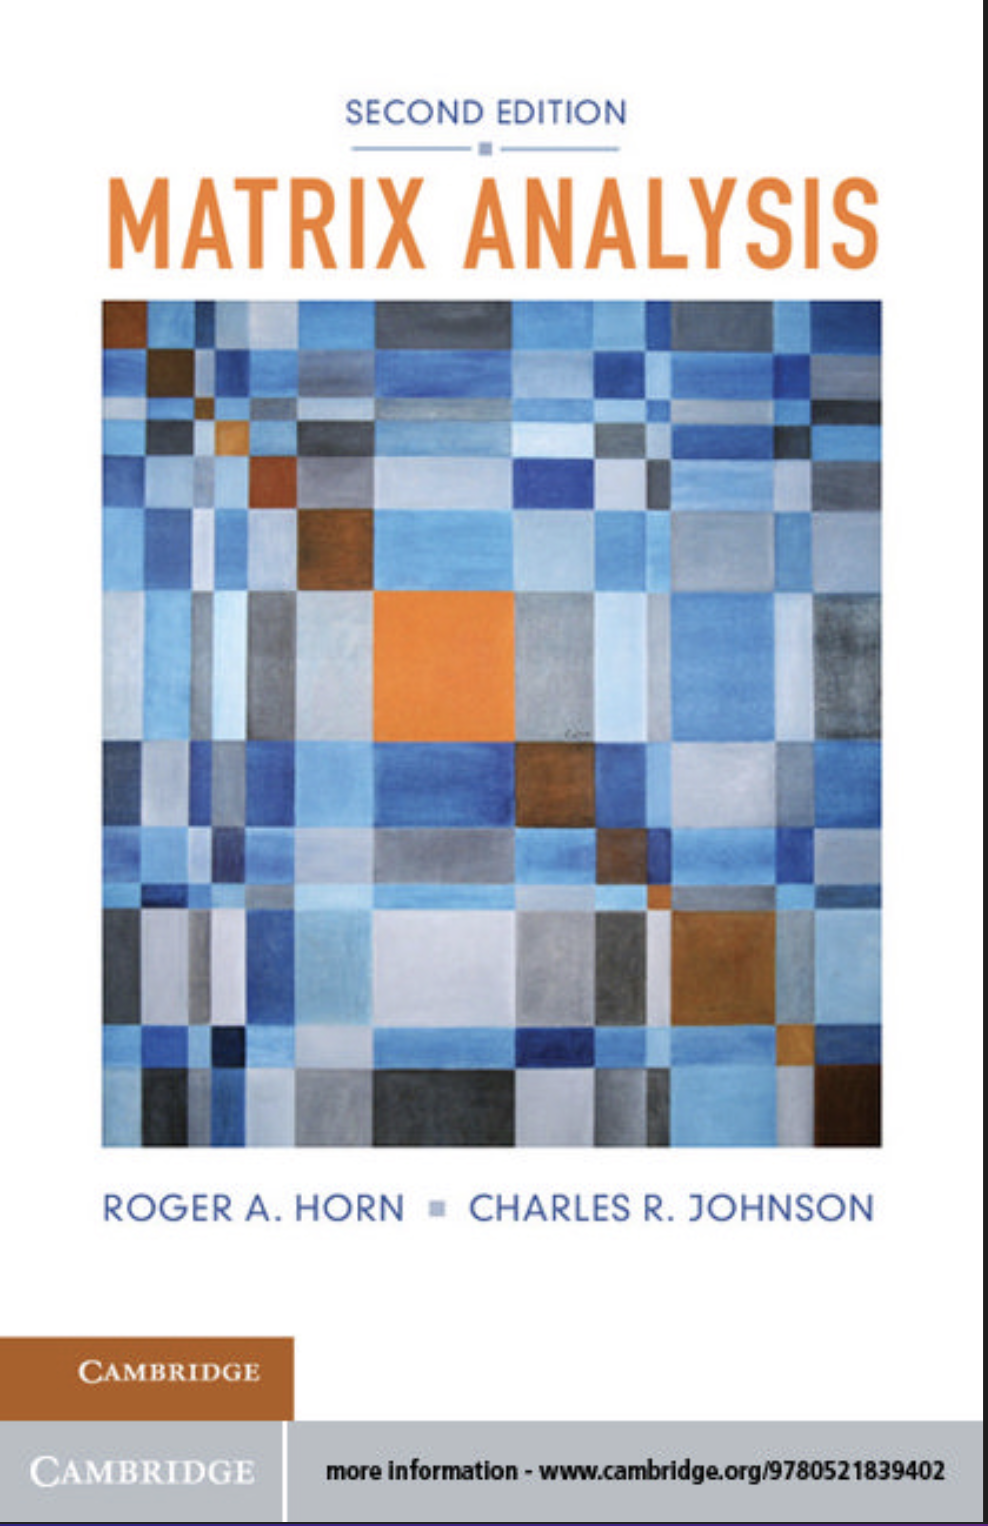 SECOND EDITION
MATRIX ANALYSIS
ROGER A. HORN ■ CHARLES R. JOHNSON
CAMBRIDGE
CAMBRIDGE
more information - www.cambridge.org/9780521839402